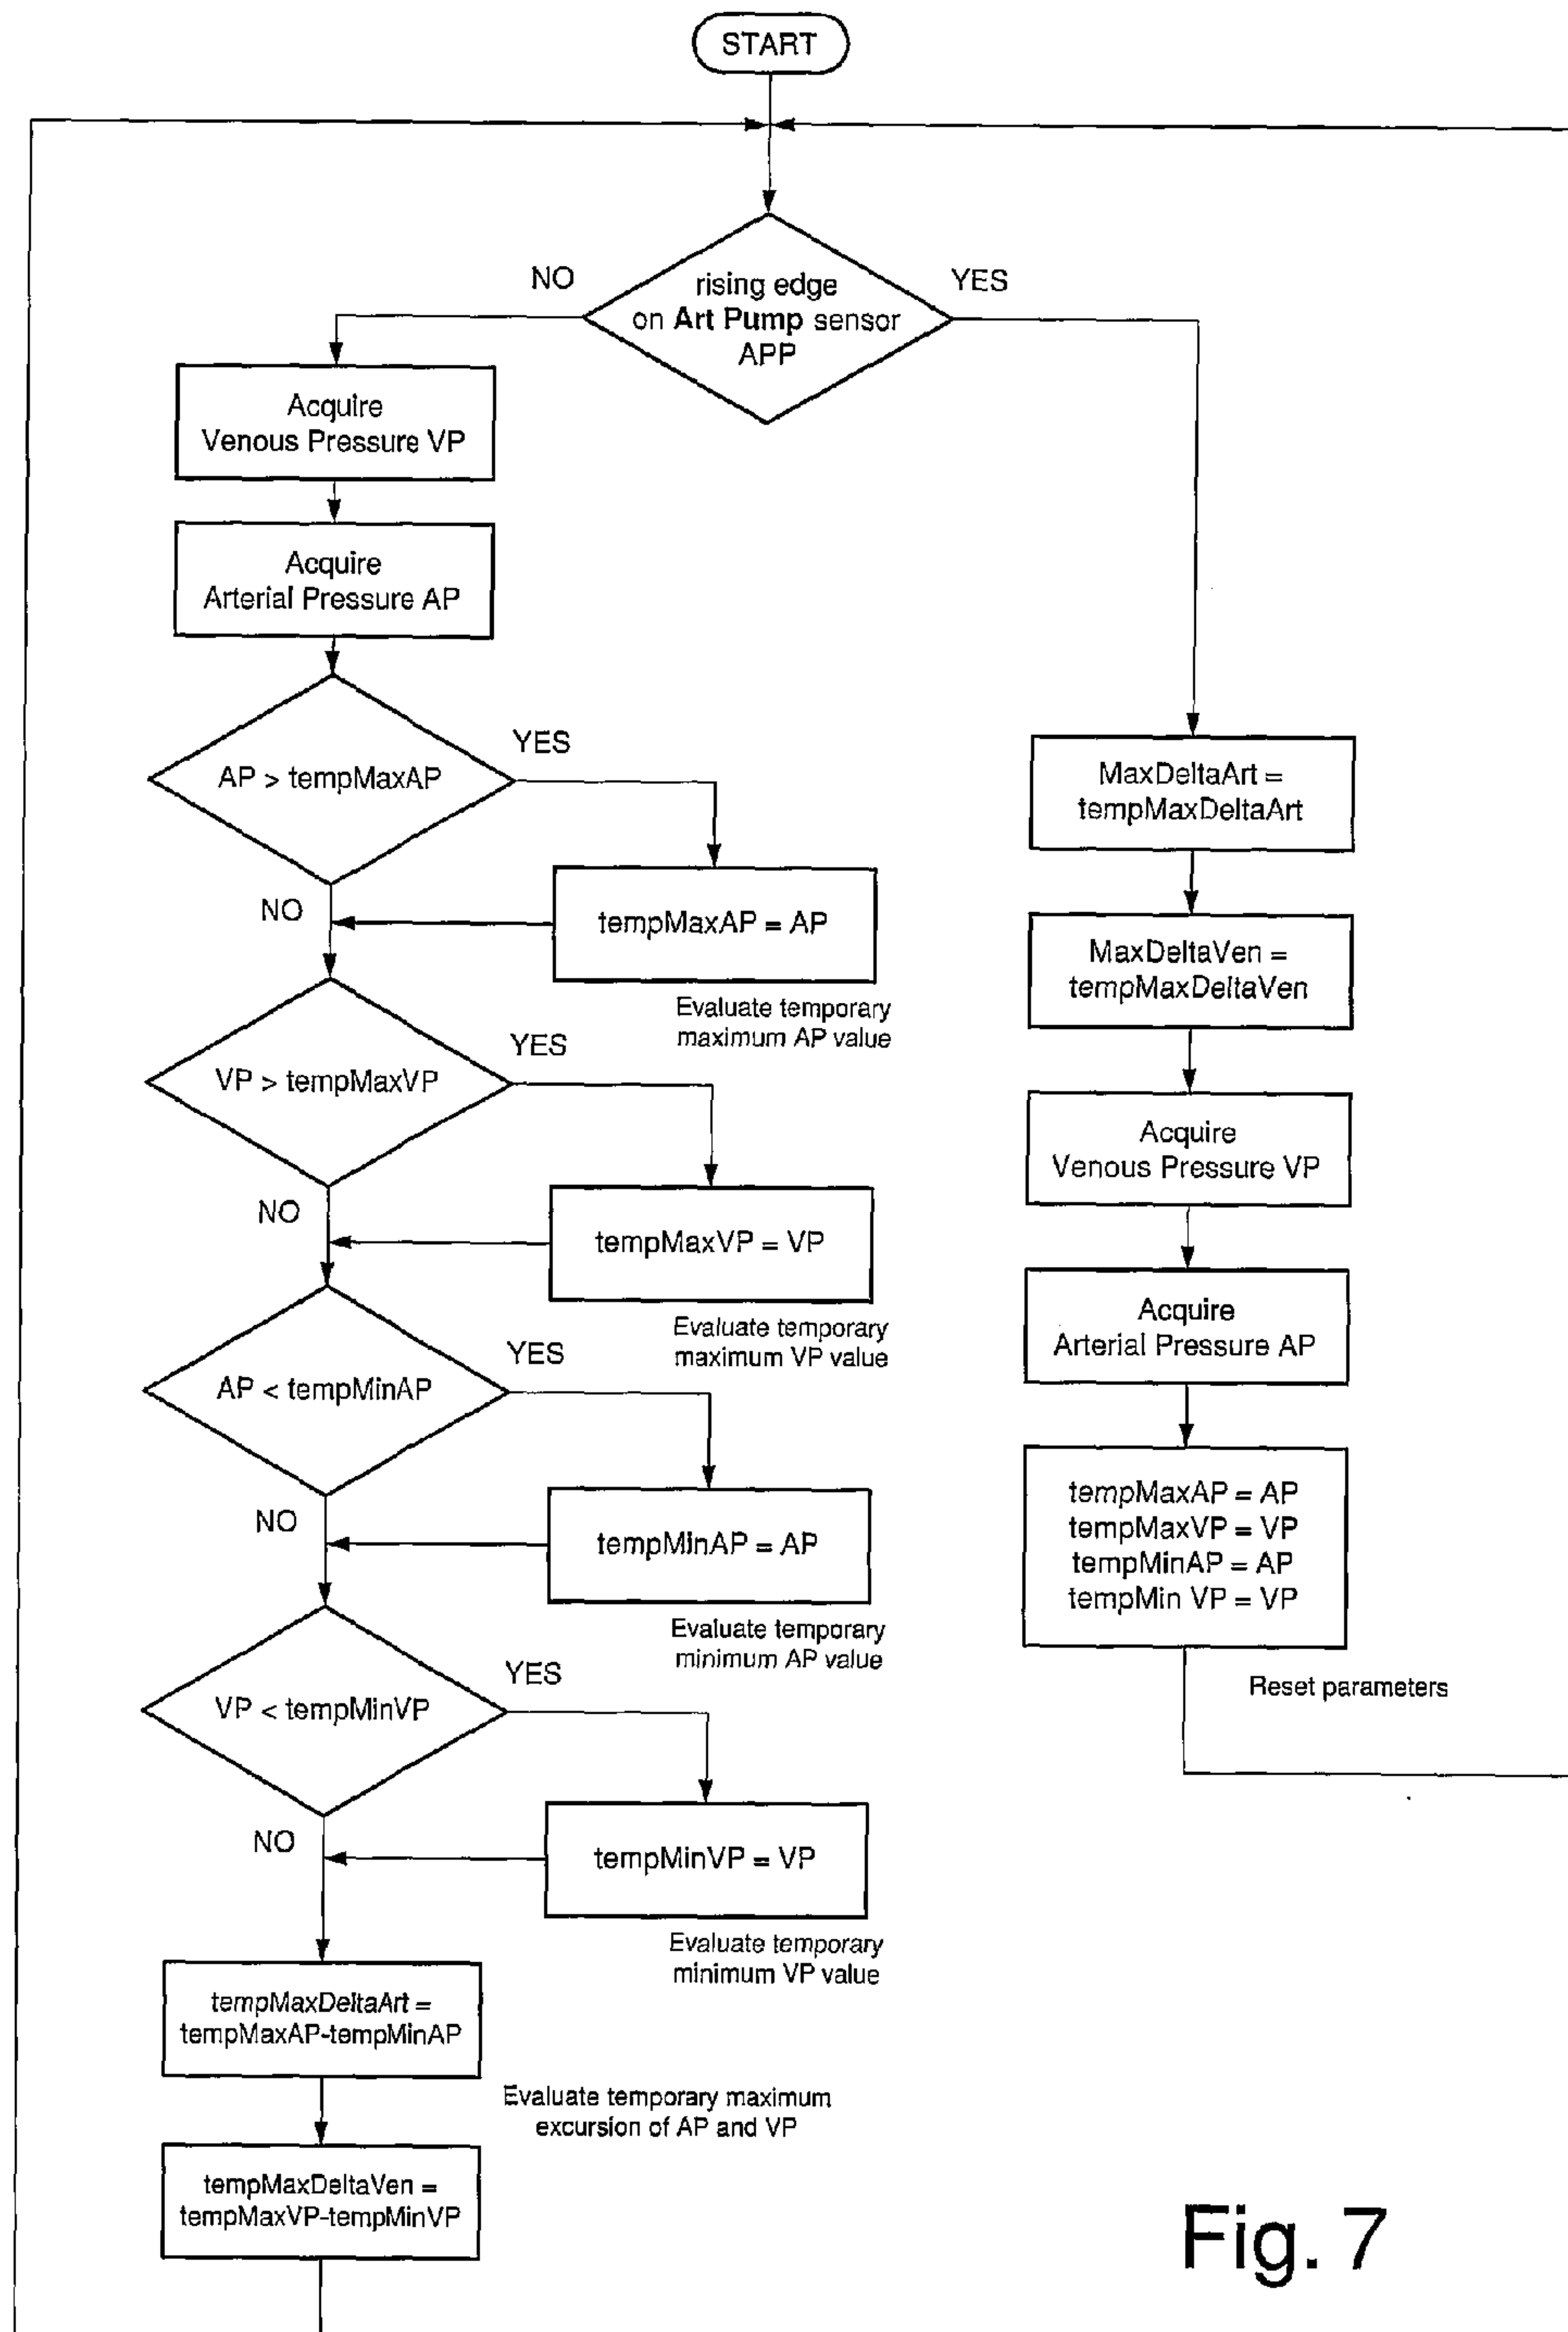 START
NO
YES
rising edge
on Art Pump sensor
APP
Acquire
Venous Pressure VP
Acquire
Arterial Pressure AP
AP > tempMaxAP
YES
NO
tempMaxAP = AP
Evaluate temporary
maximum AP value
VP > tempMaxVP
YES
NO
tempMaxVP = VP
Evaluate temporary
maximum VP value
AP < tempMinAP
YES
NO
tempMinAP = AP
Evaluate temporary
minimum AP value
VP < tempMinVP
YES
NO
tempMinVP = VP
Evaluate temporary
minimum VP value
tempMaxDeltaArt =
tempMaxAP-tempMinAP
Evaluate temporary maximum
excursion of AP and VP
tempMaxDeltaVen =
tempMaxVP-tempMinVP
MaxDeltaArt =
tempMaxDeltaArt
MaxDeltaVen =
tempMaxDeltaVen
Acquire
Venous Pressure VP
Acquire
Arterial Pressure AP
tempMaxAP = AP
tempMaxVP = VP
tempMinAP = AP
tempMin VP = VP
Reset parameters
Fig. 7